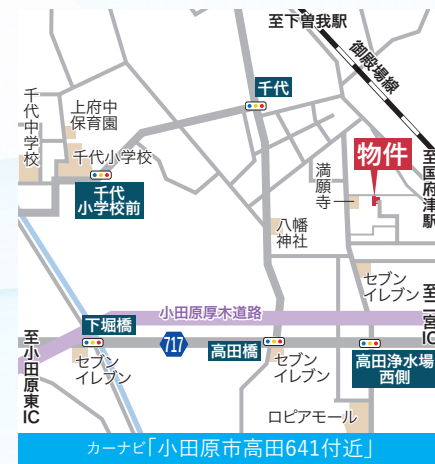 至下曽我駅
御殿場線
千代
千代中学校
上府中
保育園
千代小学校
千代
小学校前
物件
満願寺
至国府津駅
八幡
神社
セブン
イレブン
至二宮IC
小田原厚木道路
下堀橋
717
高田橋
高田浄水場
西側
至小田原東IC
セブン
イレブン
セブン
イレブン
ロピアモール
カーナビ「小田原市高田641付近」